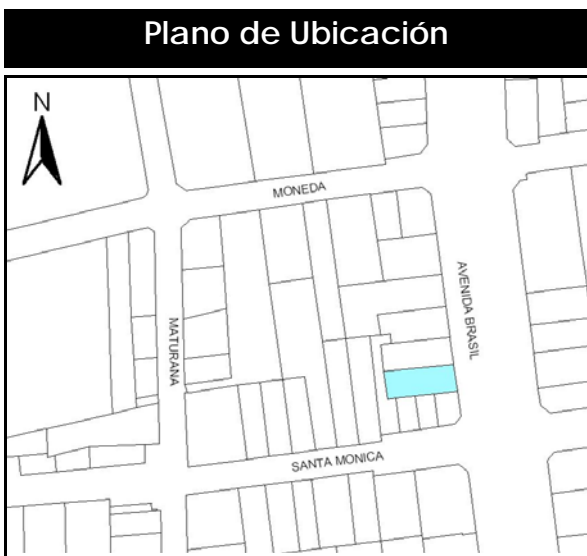 Plano de Ubicación
N
MONEDA
AVENIDA BRASIL
MATURANA
SANTA MONICA